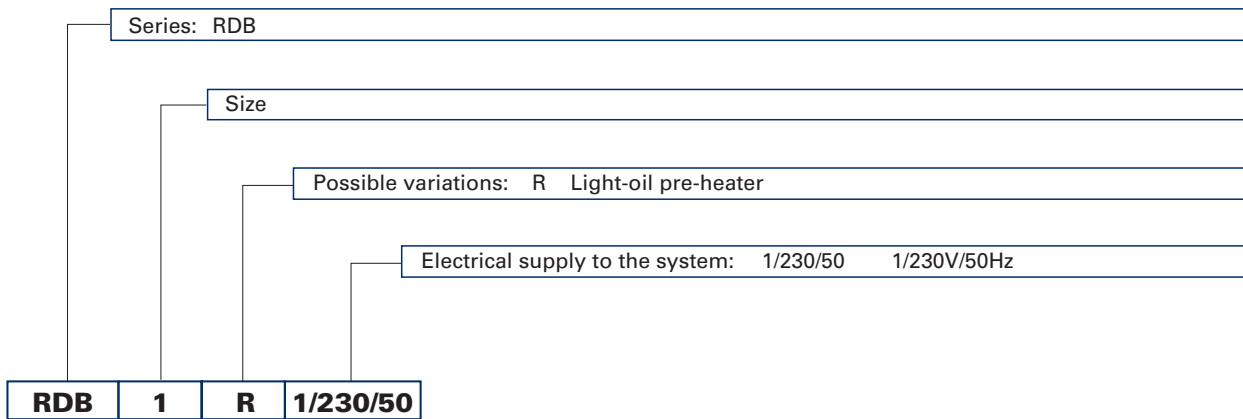 Series: RDB
Size
Possible variations: R Light-oil pre-heater
Electrical supply to the system: 1/230/50 1/230V/50Hz
RDB 1 R 1/230/50